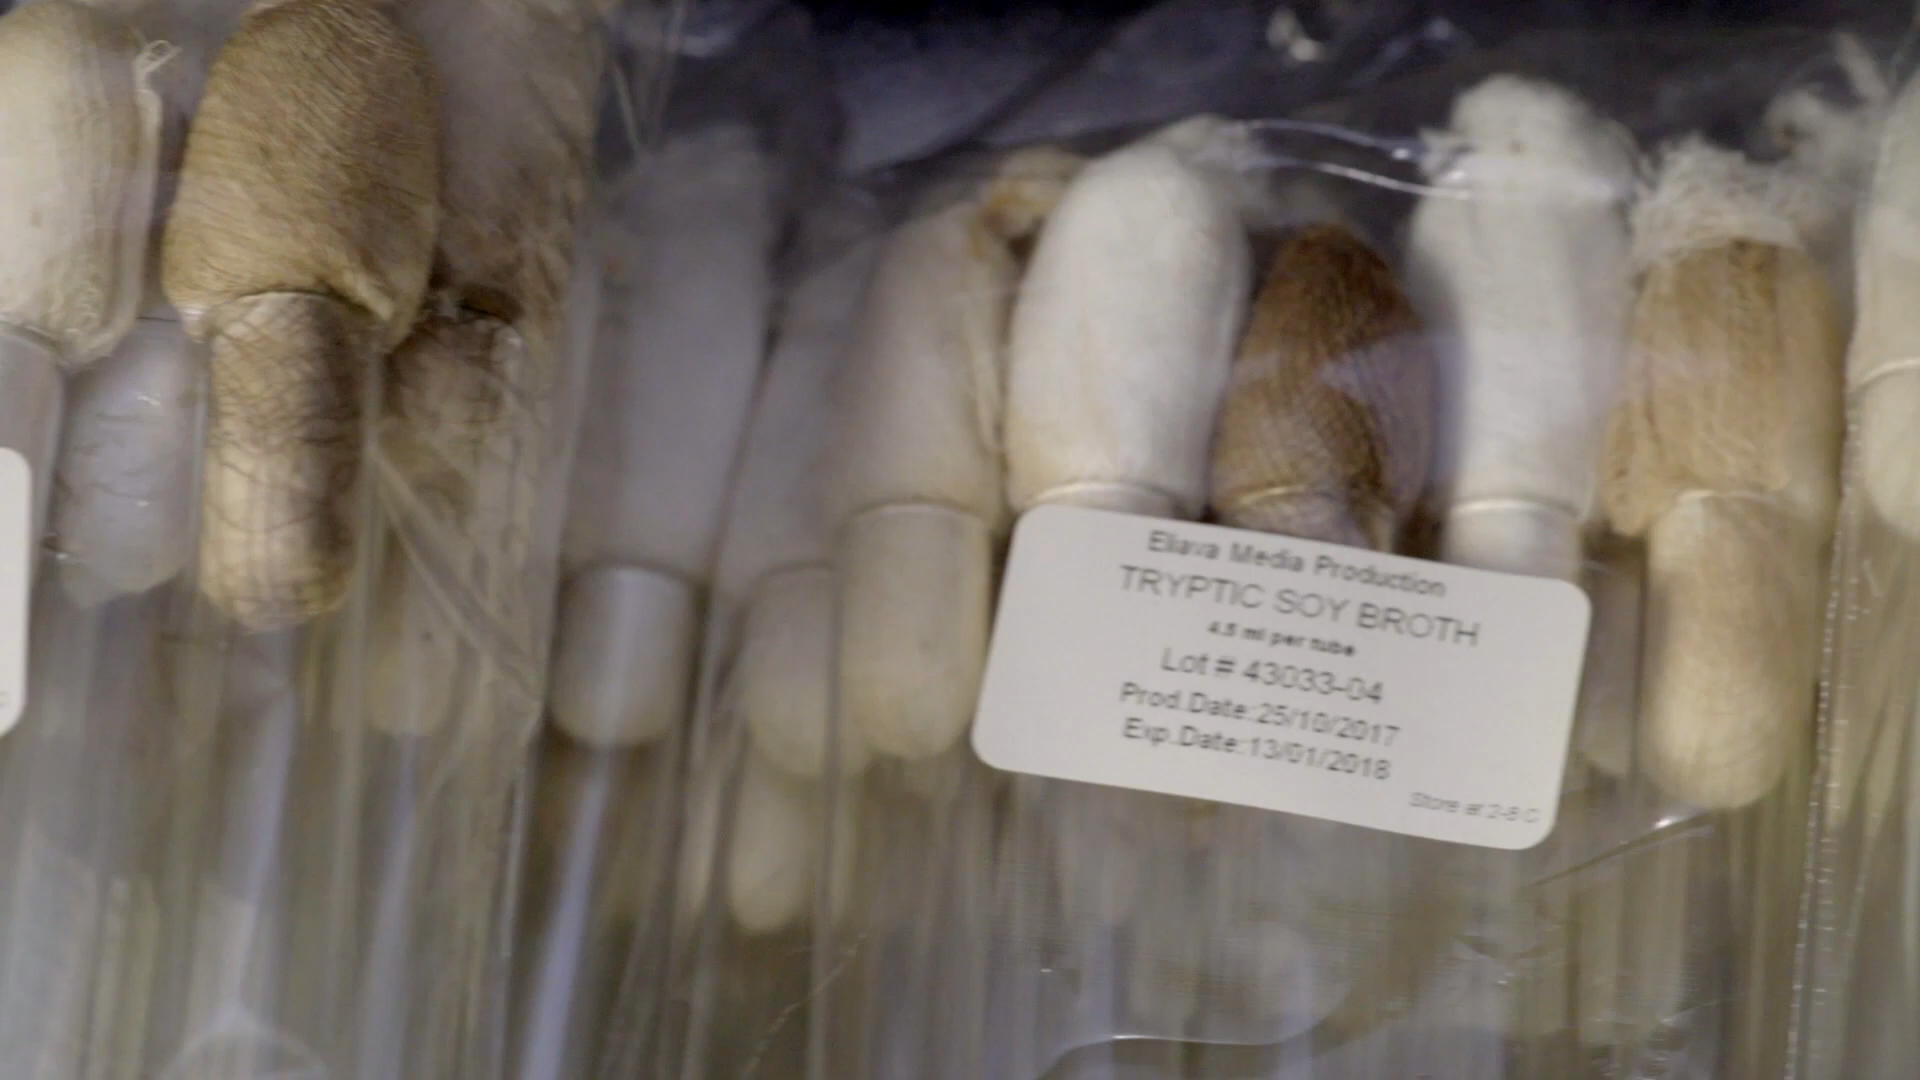 Eliava Media Production
TRYPTIC SOY BROTH
4.5 ml per tube
Lot # 43033-04
Prod.Date:25/10/2017
Exp.Date:13/01/2018
Store at 2-8 C